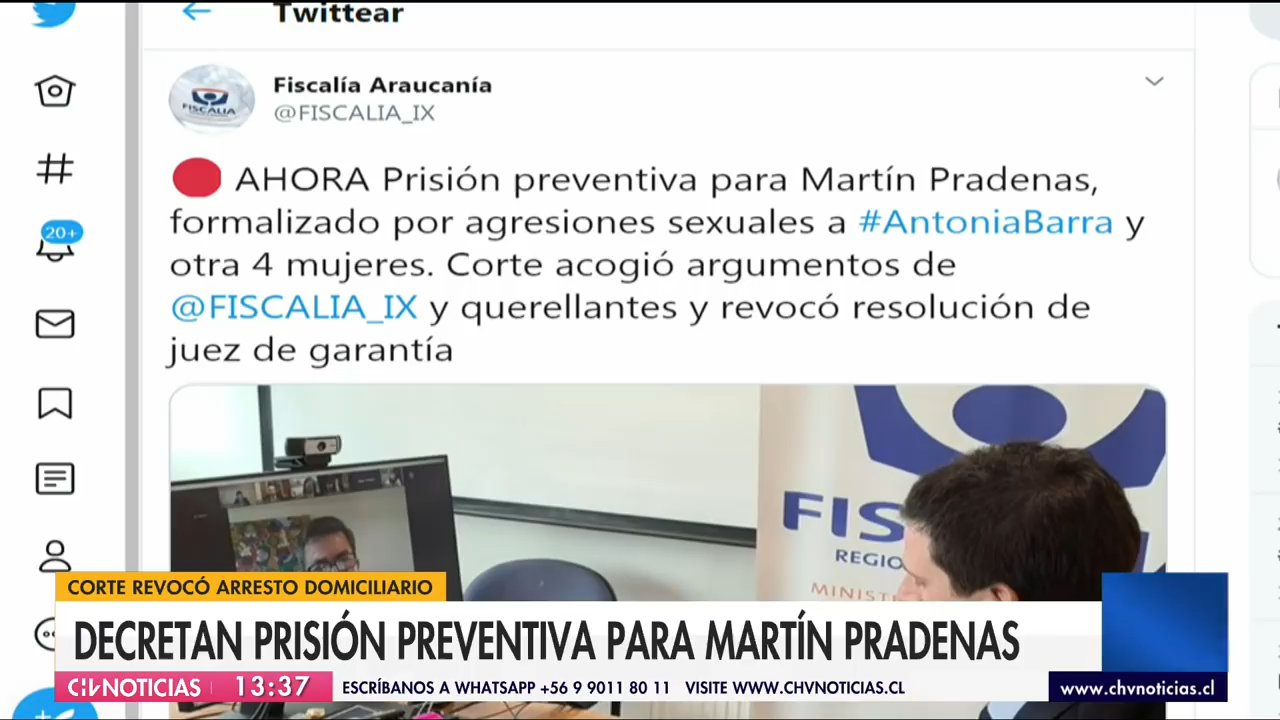 Twittear
Fiscalía Araucanía
@FISCALIA_IX
FISCALIA
AHORA Prisión preventiva para Martín Pradenas,
formalizado por agresiones sexuales a #AntoniaBarra y
otra 4 mujeres. Corte acogió argumentos de
@FISCALIA_IX y querellantes y revocó resolución de
juez de garantía
20+
FIS
REGIO
MINIST
CORTE REVOCÓ ARRESTO DOMICILIARIO
DECRETAN PRISIÓN PREVENTIVA PARA MARTÍN PRADENAS
CHVNOTICIAS 13:37 ESCRÍBANOS A WHATSAPP +56 9 9011 80 11 VISITE WWW.CHVNOTICIAS.CL
www.chvnoticias.cl